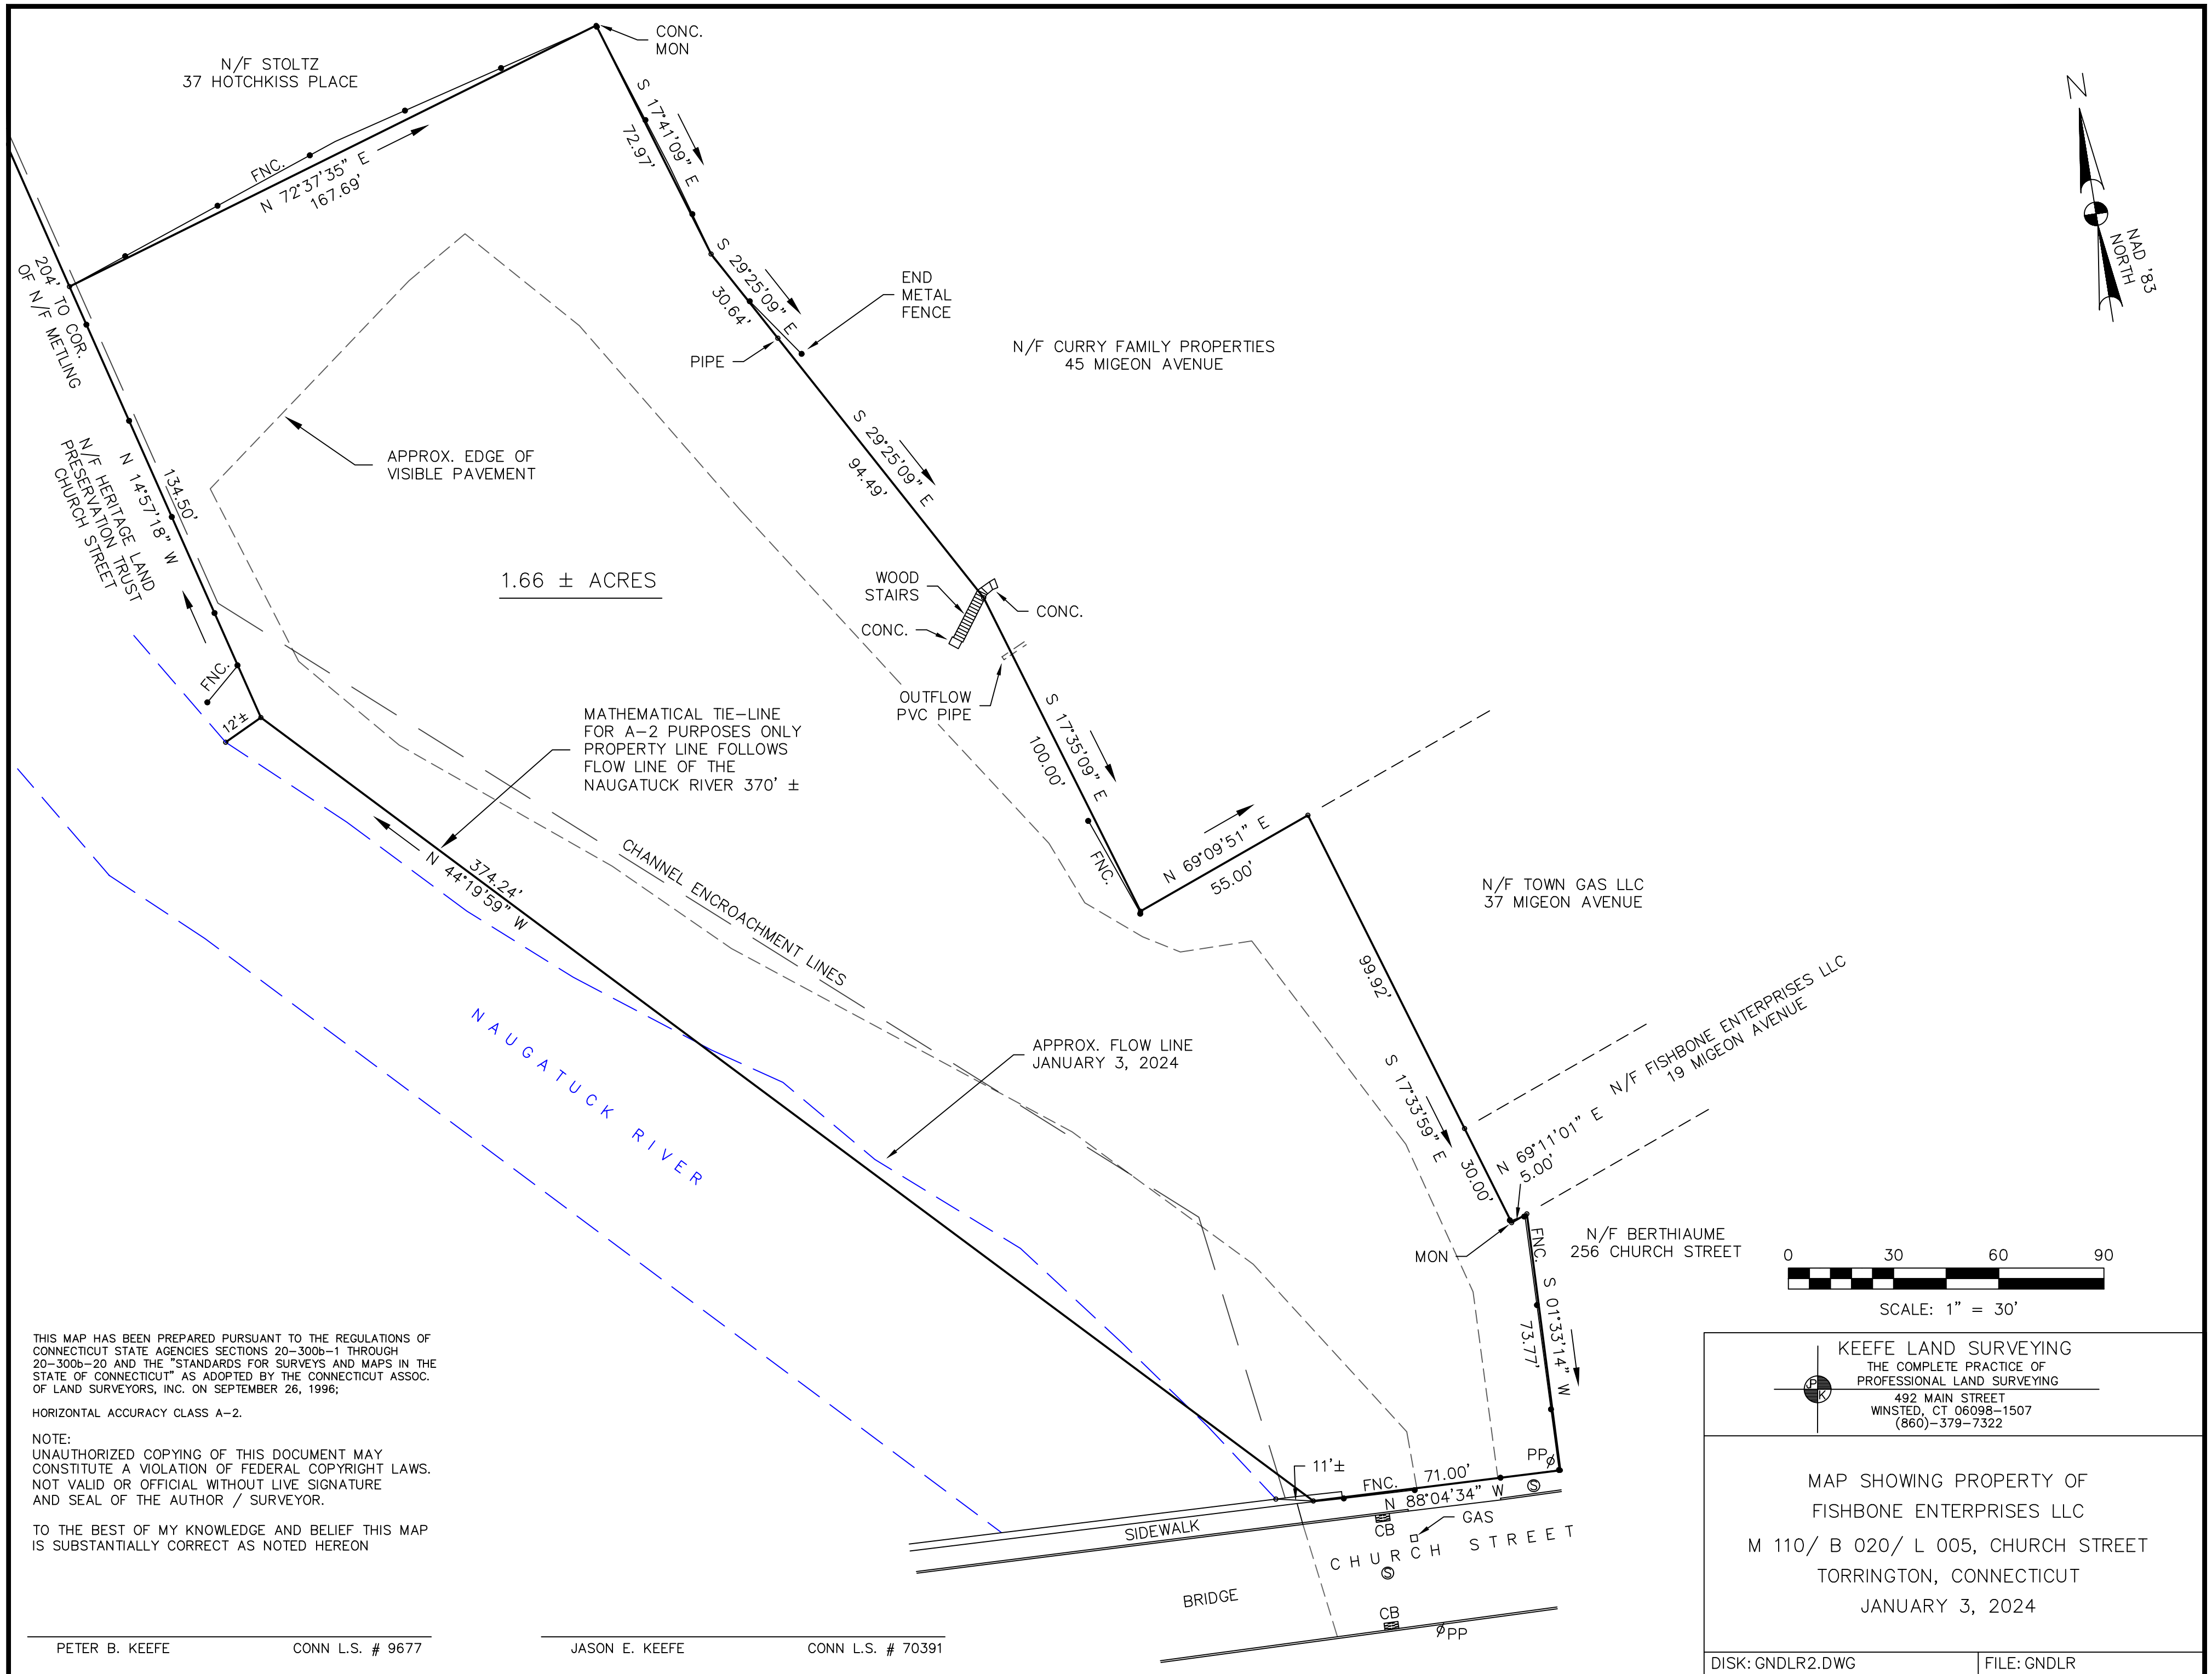 CONC.
MON
N/F STOLTZ
37 HOTCHKISS PLACE
FNC.
N 72°37'35" E
167.69'
S 17°41'09" E
72.97'
N
NAD '83
NORTH
204' TO COR.
OF N/F METLING
S 29°25'09" E
30.64'
END
METAL
FENCE
PIPE
N/F CURRY FAMILY PROPERTIES
45 MIGEON AVENUE
APPROX. EDGE OF
VISIBLE PAVEMENT
S 29°25'09" E
94.49'
134.50'
N 14°57'18" W
N/F HERITAGE LAND
PRESERVATION TRUST
CHURCH STREET
1.66 ± ACRES
WOOD
STAIRS
CONC.
CONC.
FNC.
12'±
OUTFLOW
PVC PIPE
S 17°35'09" E
100.00'
MATHEMATICAL TIE-LINE
FOR A-2 PURPOSES ONLY
PROPERTY LINE FOLLOWS
FLOW LINE OF THE
NAUGATUCK RIVER 370' ±
FNC.
N 69°09'51" E
55.00'
374.24'
N 44°19'59" W
CHANNEL ENCROACHMENT LINES
N/F TOWN GAS LLC
37 MIGEON AVENUE
99.92'
S 17°33'59" E
30.00'
N/F FISHBONE ENTERPRISES LLC
19 MIGEON AVENUE
N 69°11'01" E
5.00'
NAUGATUCK RIVER
APPROX. FLOW LINE
JANUARY 3, 2024
MON
N/F BERTHIAUME
256 CHURCH STREET
FNC.
S 01°33'14" W
73.77'
0 30 60 90
SCALE: 1" = 30'
THIS MAP HAS BEEN PREPARED PURSUANT TO THE REGULATIONS OF
CONNECTICUT STATE AGENCIES SECTIONS 20-300b-1 THROUGH
20-300b-20 AND THE "STANDARDS FOR SURVEYS AND MAPS IN THE
STATE OF CONNECTICUT" AS ADOPTED BY THE CONNECTICUT ASSOC.
OF LAND SURVEYORS, INC. ON SEPTEMBER 26, 1996;
HORIZONTAL ACCURACY CLASS A-2.
NOTE:
UNAUTHORIZED COPYING OF THIS DOCUMENT MAY
CONSTITUTE A VIOLATION OF FEDERAL COPYRIGHT LAWS.
NOT VALID OR OFFICIAL WITHOUT LIVE SIGNATURE
AND SEAL OF THE AUTHOR / SURVEYOR.
TO THE BEST OF MY KNOWLEDGE AND BELIEF THIS MAP
IS SUBSTANTIALLY CORRECT AS NOTED HEREON
PETER B. KEEFE CONN L.S. # 9677
JASON E. KEEFE CONN L.S. # 70391
11'±
FNC.
71.00'
N 88°04'34" W
PP
S
SIDEWALK
CB
GAS
CHURCH STREET
S
BRIDGE
CB
PP
KEEFE LAND SURVEYING
THE COMPLETE PRACTICE OF
PROFESSIONAL LAND SURVEYING
P
K
492 MAIN STREET
WINSTED, CT 06098-1507
(860)-379-7322
MAP SHOWING PROPERTY OF
FISHBONE ENTERPRISES LLC
M 110/ B 020/ L 005, CHURCH STREET
TORRINGTON, CONNECTICUT
JANUARY 3, 2024
DISK: GNDLR2.DWG FILE: GNDLR